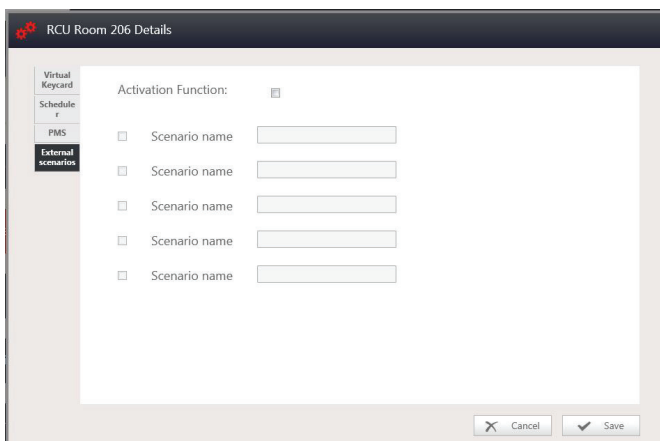 RCU Room 206 Details
Virtual
Keycard
Schedule
r
PMS
External
scenarios
Activation Function:
Scenario name
Scenario name
Scenario name
Scenario name
Scenario name
Cancel
Save